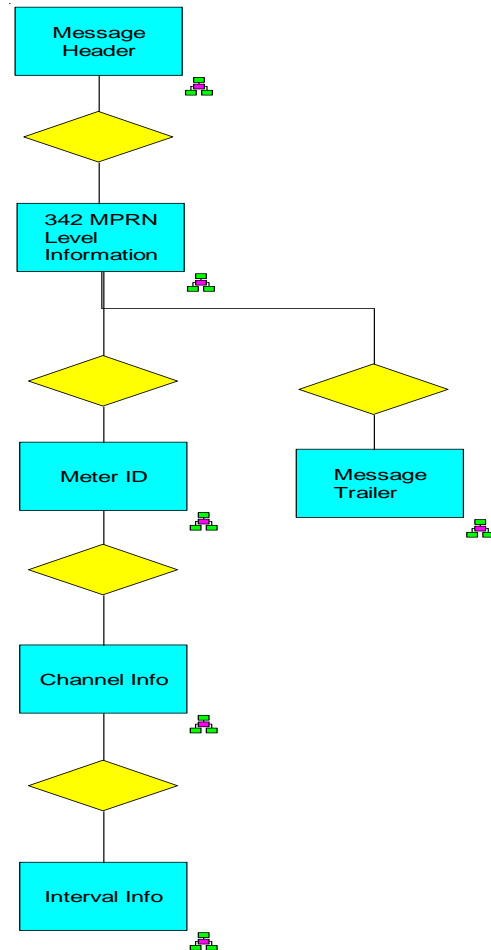 Message
Header
342 MPRN
Level
Information
Meter ID
Message
Trailer
Channel Info
Interval Info